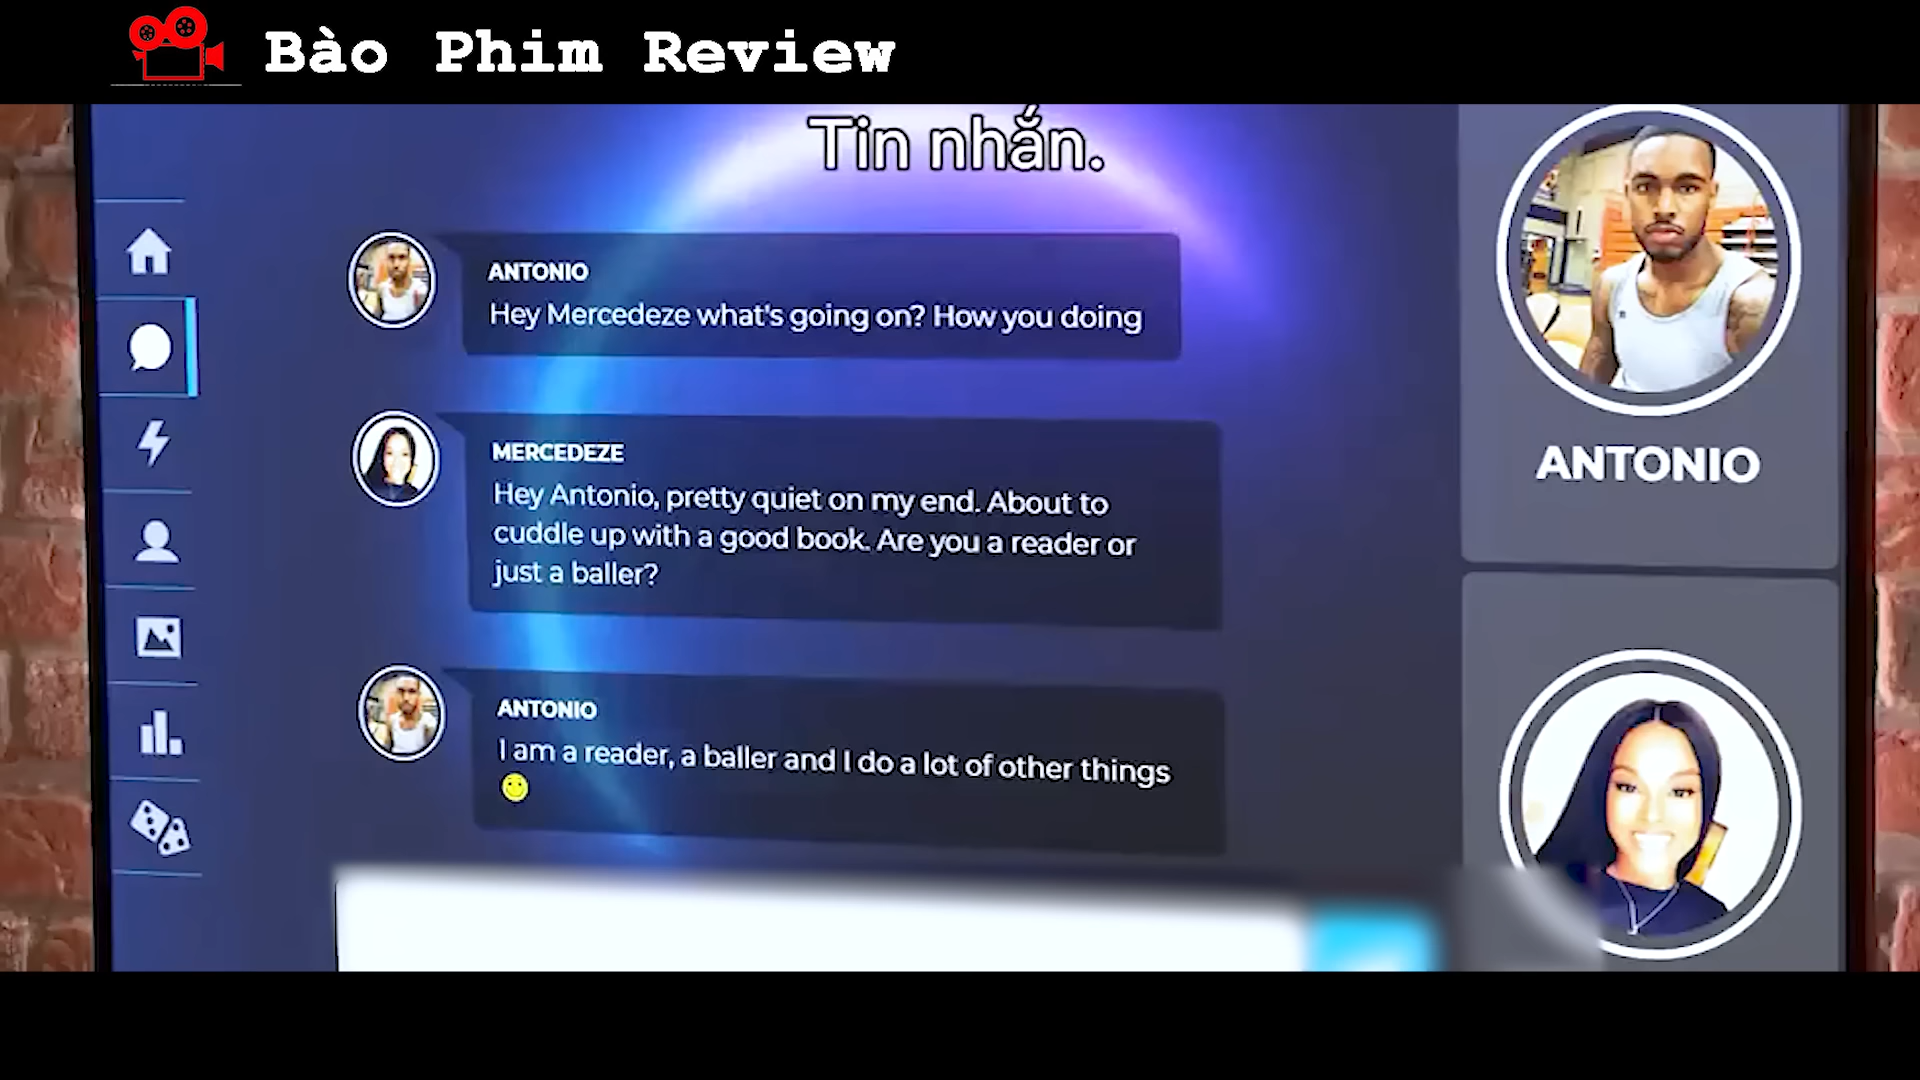 Bào Phim Review
Tin nhắn.
ANTONIO
Hey Mercedeze what's going on? How you doing
MERCEDEZE
Hey Antonio, pretty quiet on my end. About to
cuddle up with a good book. Are you a reader or
just a baller?
ANTONIO
I am a reader, a baller and I do a lot of other things
ANTONIO